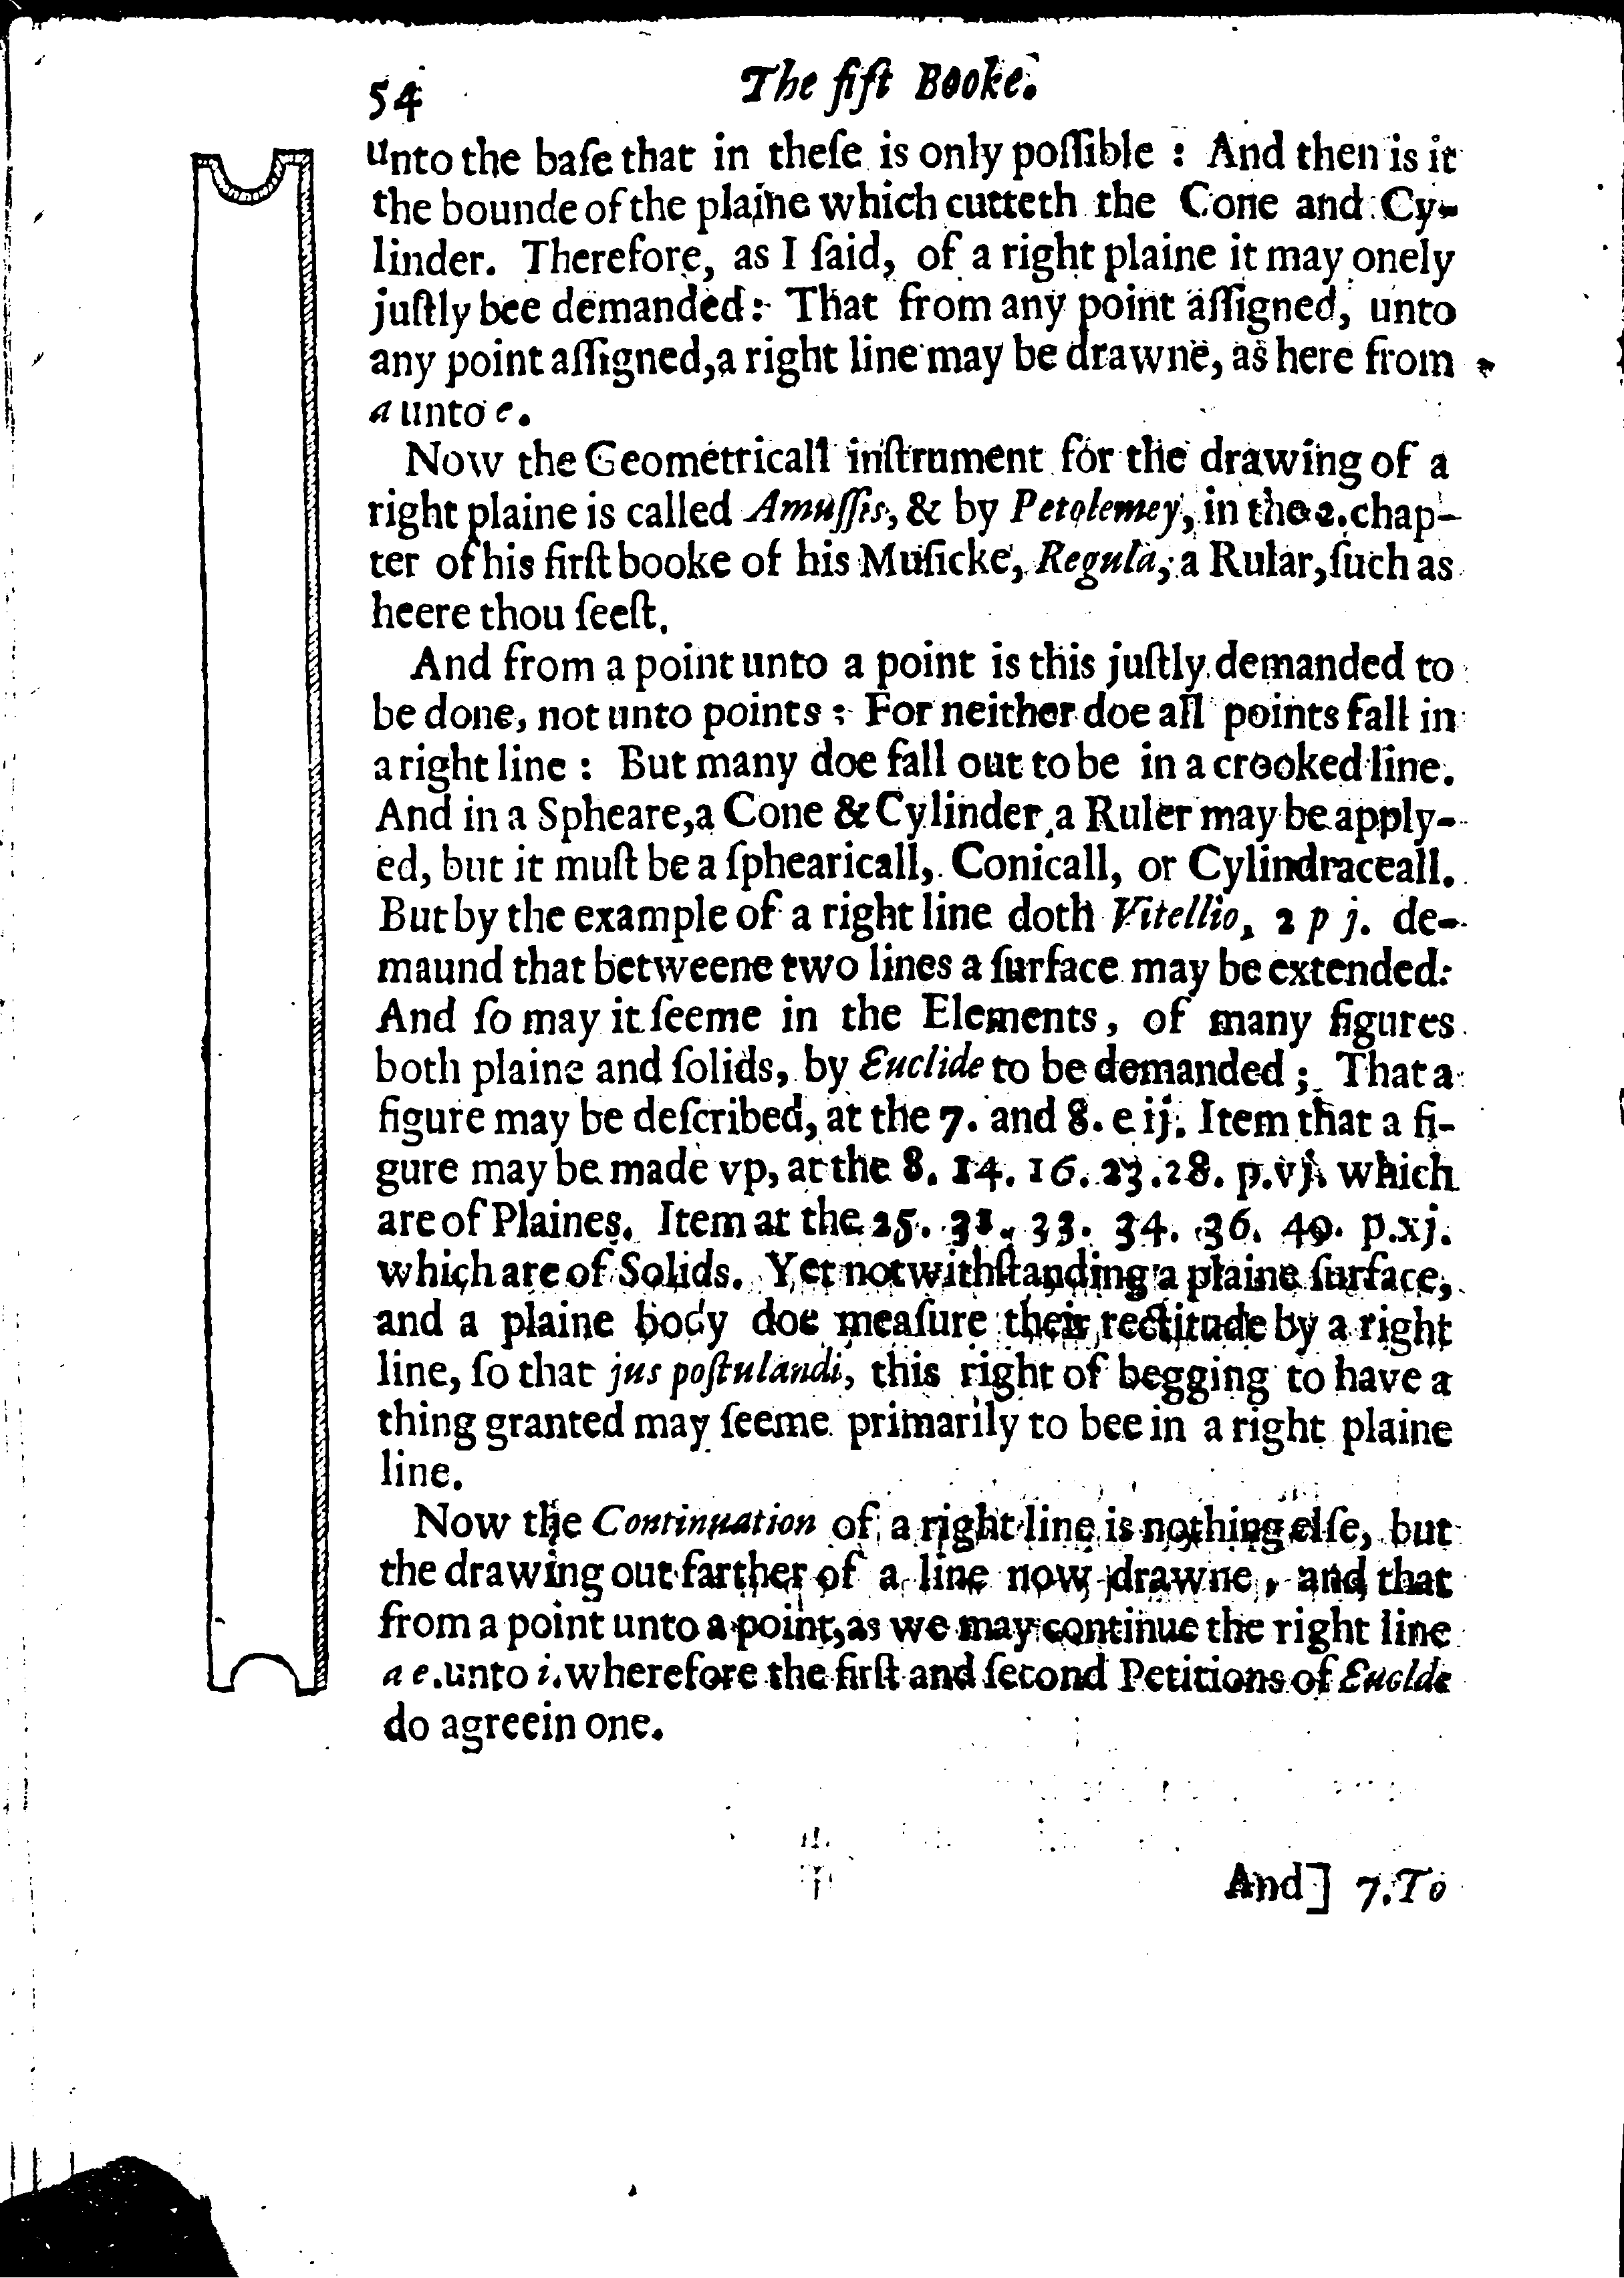 54 The fift Booke.
unto the baſe that in theſe is only poſſible : And then is it
the bounde of the plaine which cutteth the Cone and Cy-
linder. Therefore, as I ſaid, of a right plaine it may onely
juſtly bee demanded: That from any point aſſigned, unto
any point aſſigned, a right line may be drawne, as here from
a unto e.
Now the Geometricall inſtrument for the drawing of a
right plaine is called Amuſſis, & by Petolemey, in the 2. chap-
ter of his firſt booke of his Muſicke, Regula, a Rular, ſuch as
heere thou ſeeſt.
And from a point unto a point is this juſtly demanded to
be done, not unto points : For neither doe all points fall in
a right line : But many doe fall out to be in a crooked line.
And in a Spheare, a Cone & Cylinder, a Ruler may be apply-
ed, but it muſt be a ſphearicall, Conicall, or Cylindraceall.
But by the example of a right line doth Vitellio, 2 p j. de-
maund that betweene two lines a ſurface may be extended:
And ſo may it ſeeme in the Elements, of many figures
both plaine and ſolids, by Euclide to be demanded ; That a
figure may be deſcribed, at the 7. and 8. e ij. Item that a fi-
gure may be made vp, at the 8. 14. 16. 23. 28. p. vj. which
are of Plaines. Item at the 25. 31. 33. 34. 36. 49. p. xj.
which are of Solids. Yet notwithſtanding a plaine ſurface,
and a plaine body doe meaſure their rectitude by a right
line, ſo that jus poſtulandi, this right of begging to have a
thing granted may ſeeme primarily to bee in a right plaine
line.
Now the Continuation of a right line is nothing elſe, but
the drawing out farther of a line now drawne, and that
from a point unto a point, as we may continue the right line
a e. unto i. wherefore the firſt and ſecond Petitions of Euclde
do agree in one.
And] 7. To